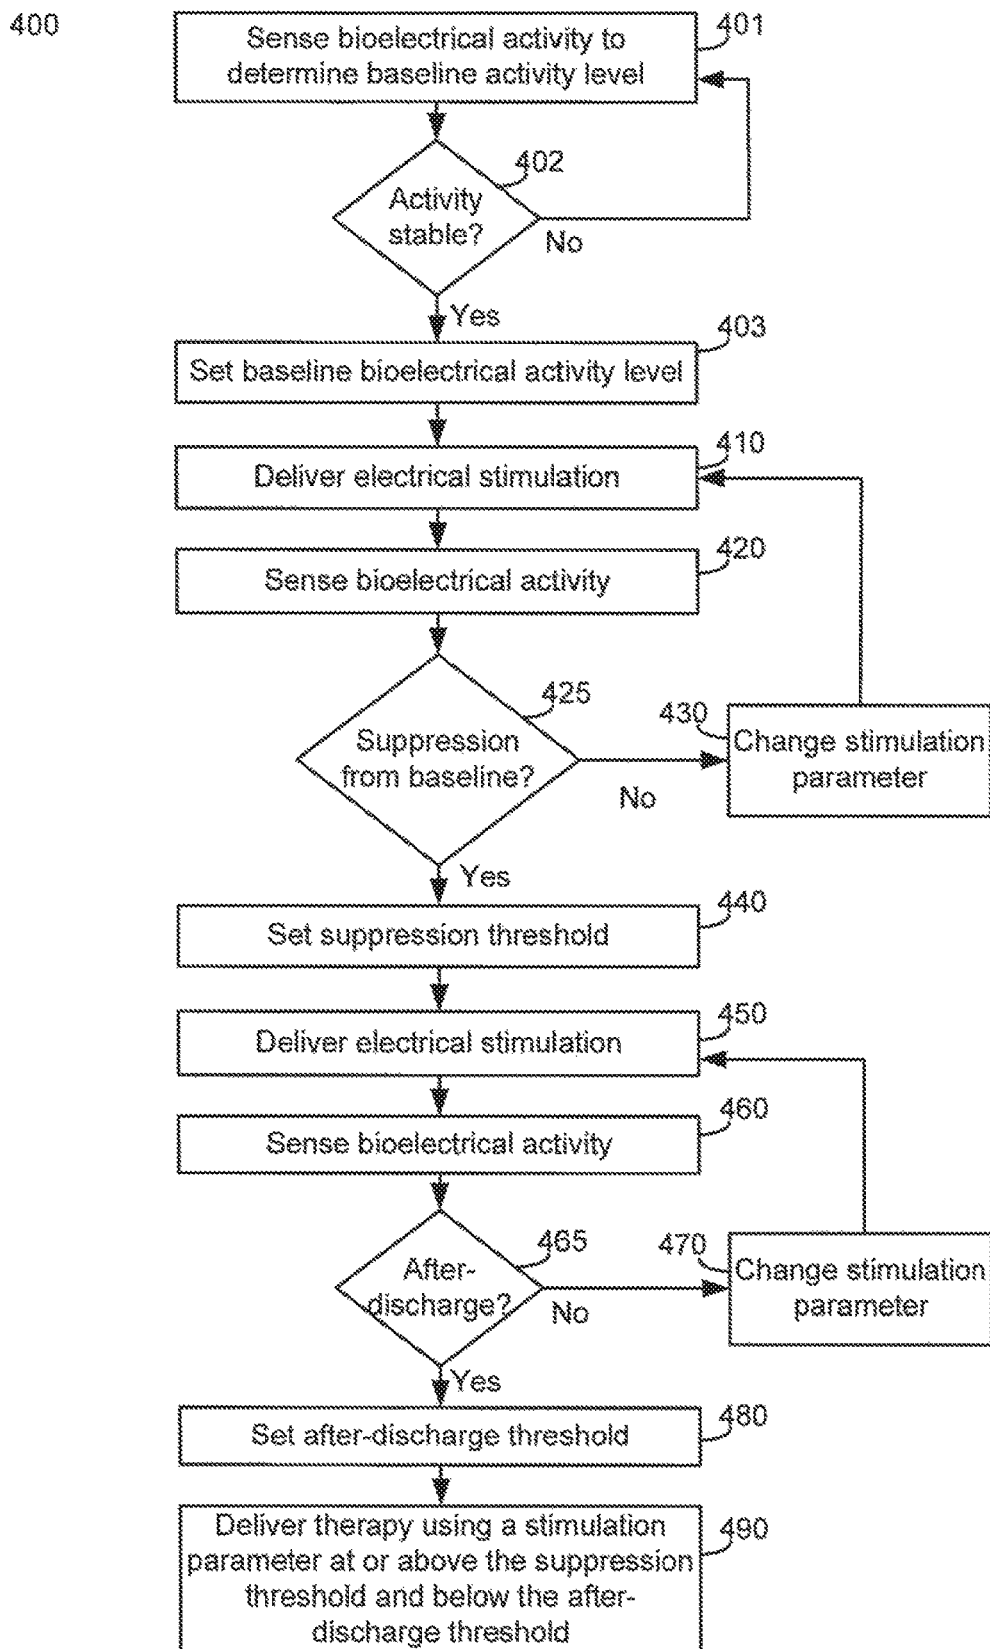 400
Sense bioelectrical activity to
determine baseline activity level
401
402
Activity
stable?
No
Yes
403
Set baseline bioelectrical activity level
410
Deliver electrical stimulation
420
Sense bioelectrical activity
425
Suppression
from baseline?
No
430
Change stimulation
parameter
Yes
440
Set suppression threshold
450
Deliver electrical stimulation
460
Sense bioelectrical activity
465
After-
discharge?
No
470
Change stimulation
parameter
Yes
480
Set after-discharge threshold
490
Deliver therapy using a stimulation
parameter at or above the suppression
threshold and below the after-
discharge threshold